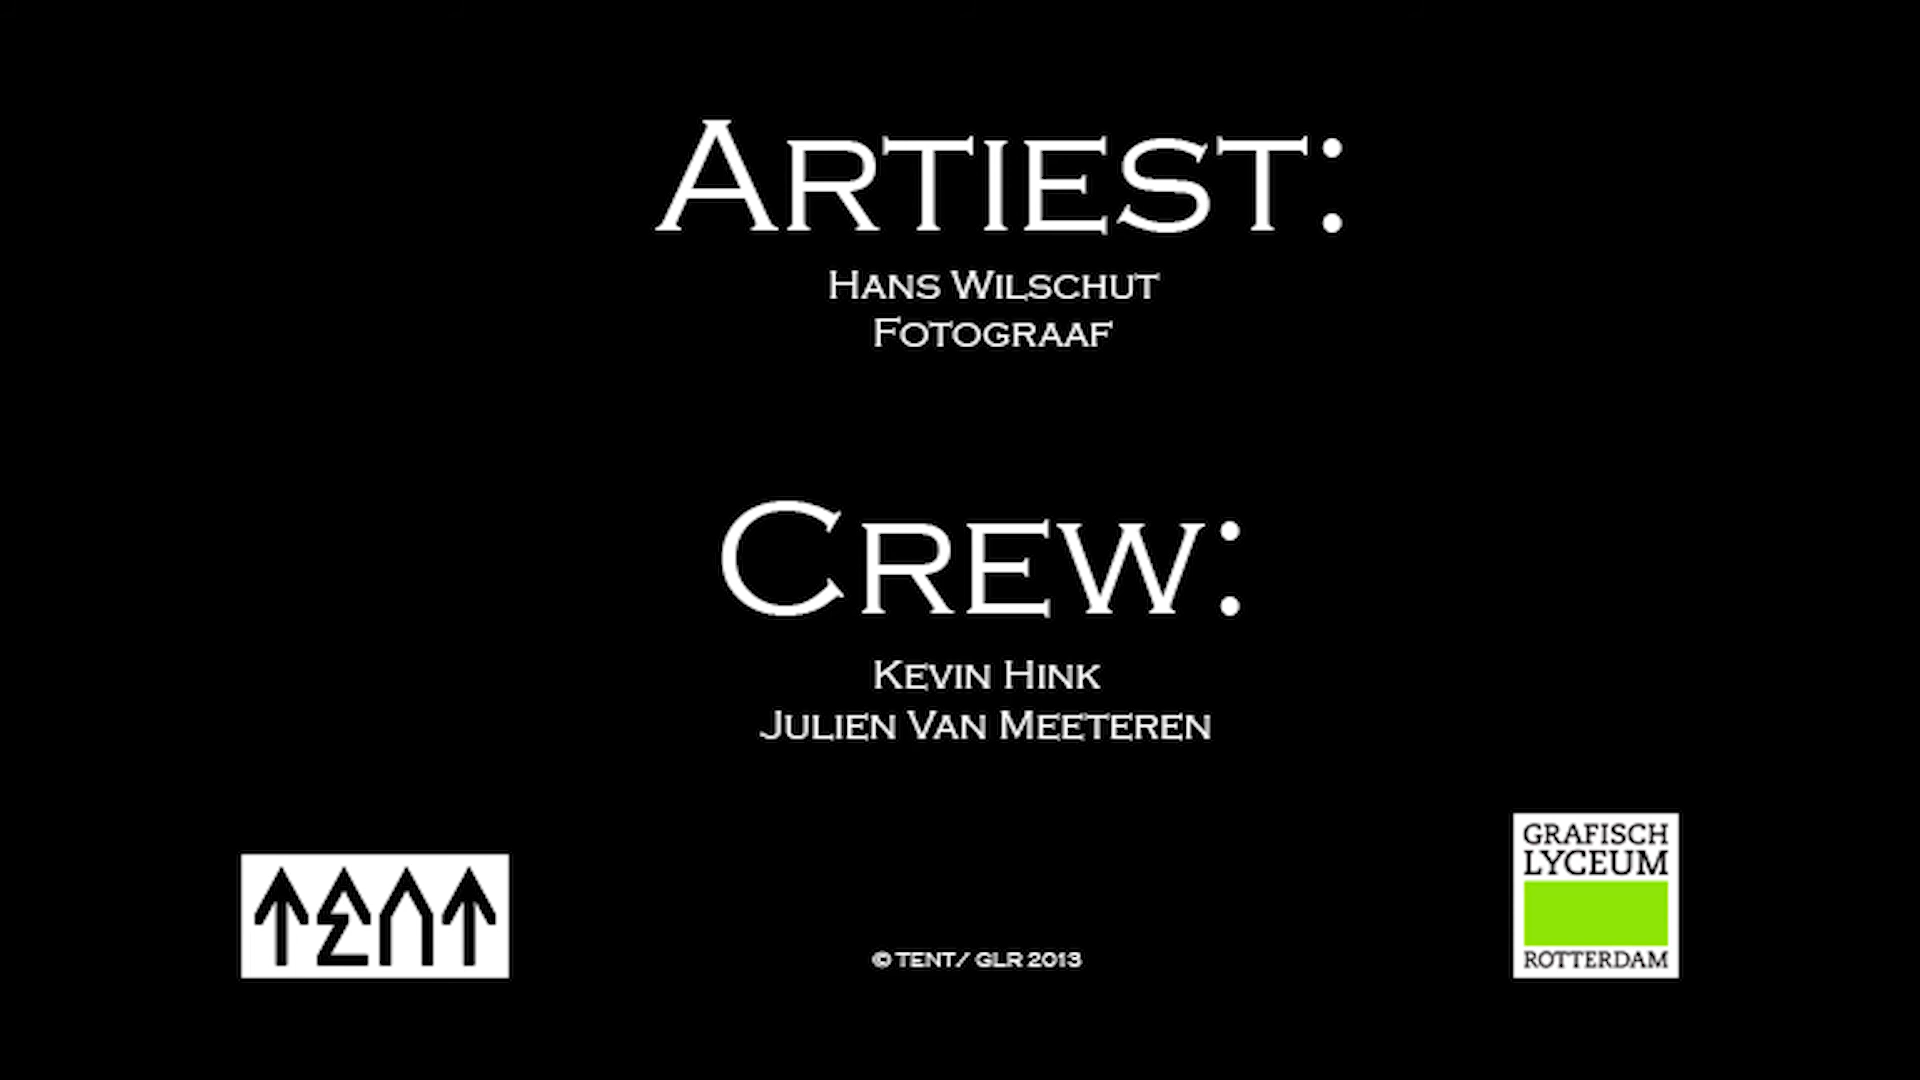 Artiest:
Hans Wilschut
Fotograaf
Crew:
Kevin Hink
Julien Van Meeteren
TENT
© TENT/ GLR 2013
GRAFISCH
LYCEUM
ROTTERDAM